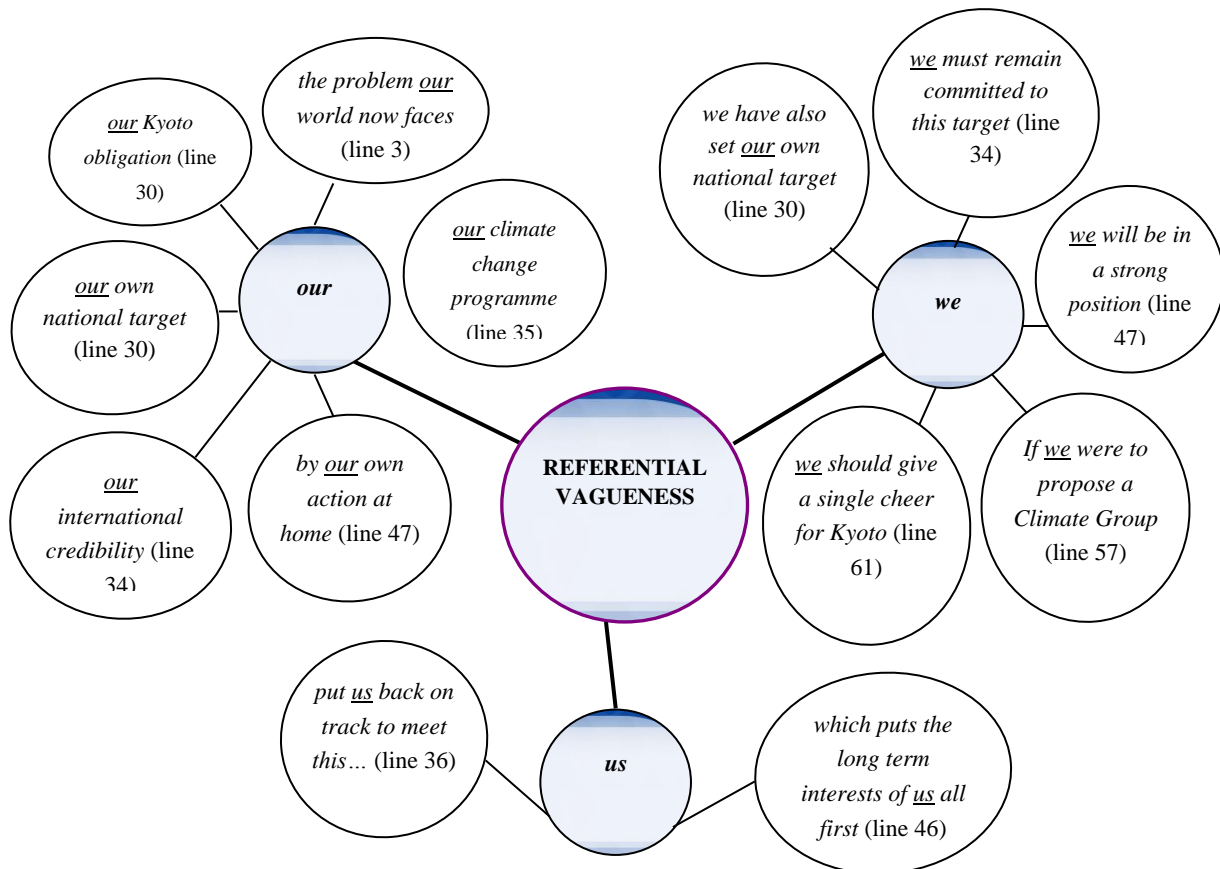 the problem our
world now faces
(line 3)
our Kyoto
obligation (line
30)
our climate
change
programme
(line 35)
our own
national target
(line 30)
our
our
international
credibility (line
34)
by our own
action at
home (line 47)
we have also
set our own
national target
(line 30)
we must remain
committed to
this target (line
34)
we will be in
a strong
position (line
47)
we
we should give
a single cheer
for Kyoto (line
61)
If we were to
propose a
Climate Group
(line 57)
REFERENTIAL
VAGUENESS
put us back on
track to meet
this… (line 36)
us
which puts the
long term
interests of us all
first (line 46)